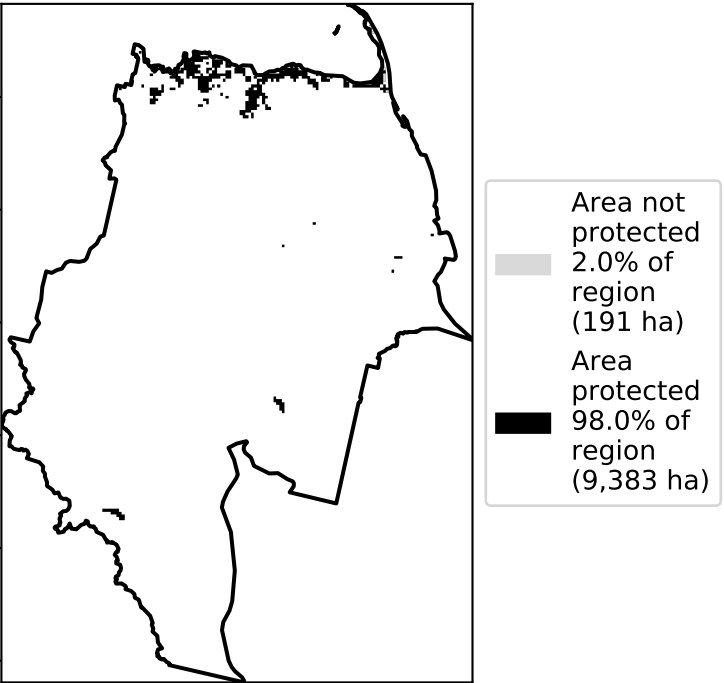 Area not
protected
2.0% of
region
(191 ha)
Area
protected
98.0% of
region
(9,383 ha)